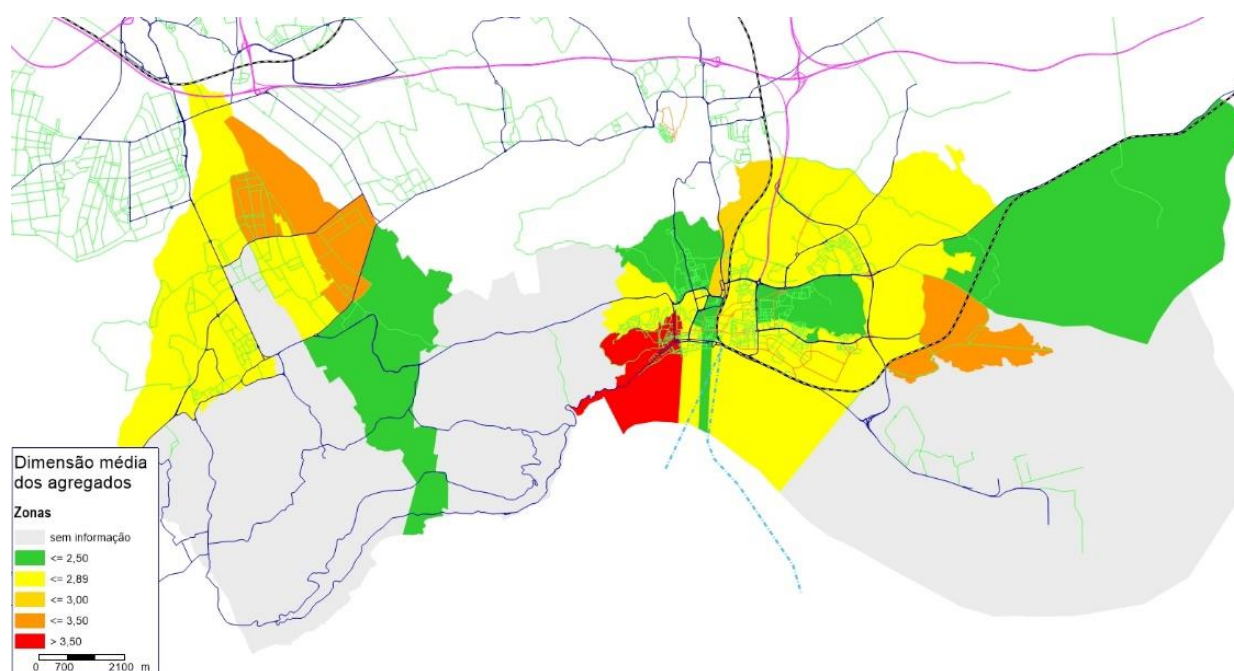 Dimensão média
dos agregados
Zonas
sem informação
<= 2,50
<= 2,89
<= 3,00
<= 3,50
> 3,50
0 700 2100 m